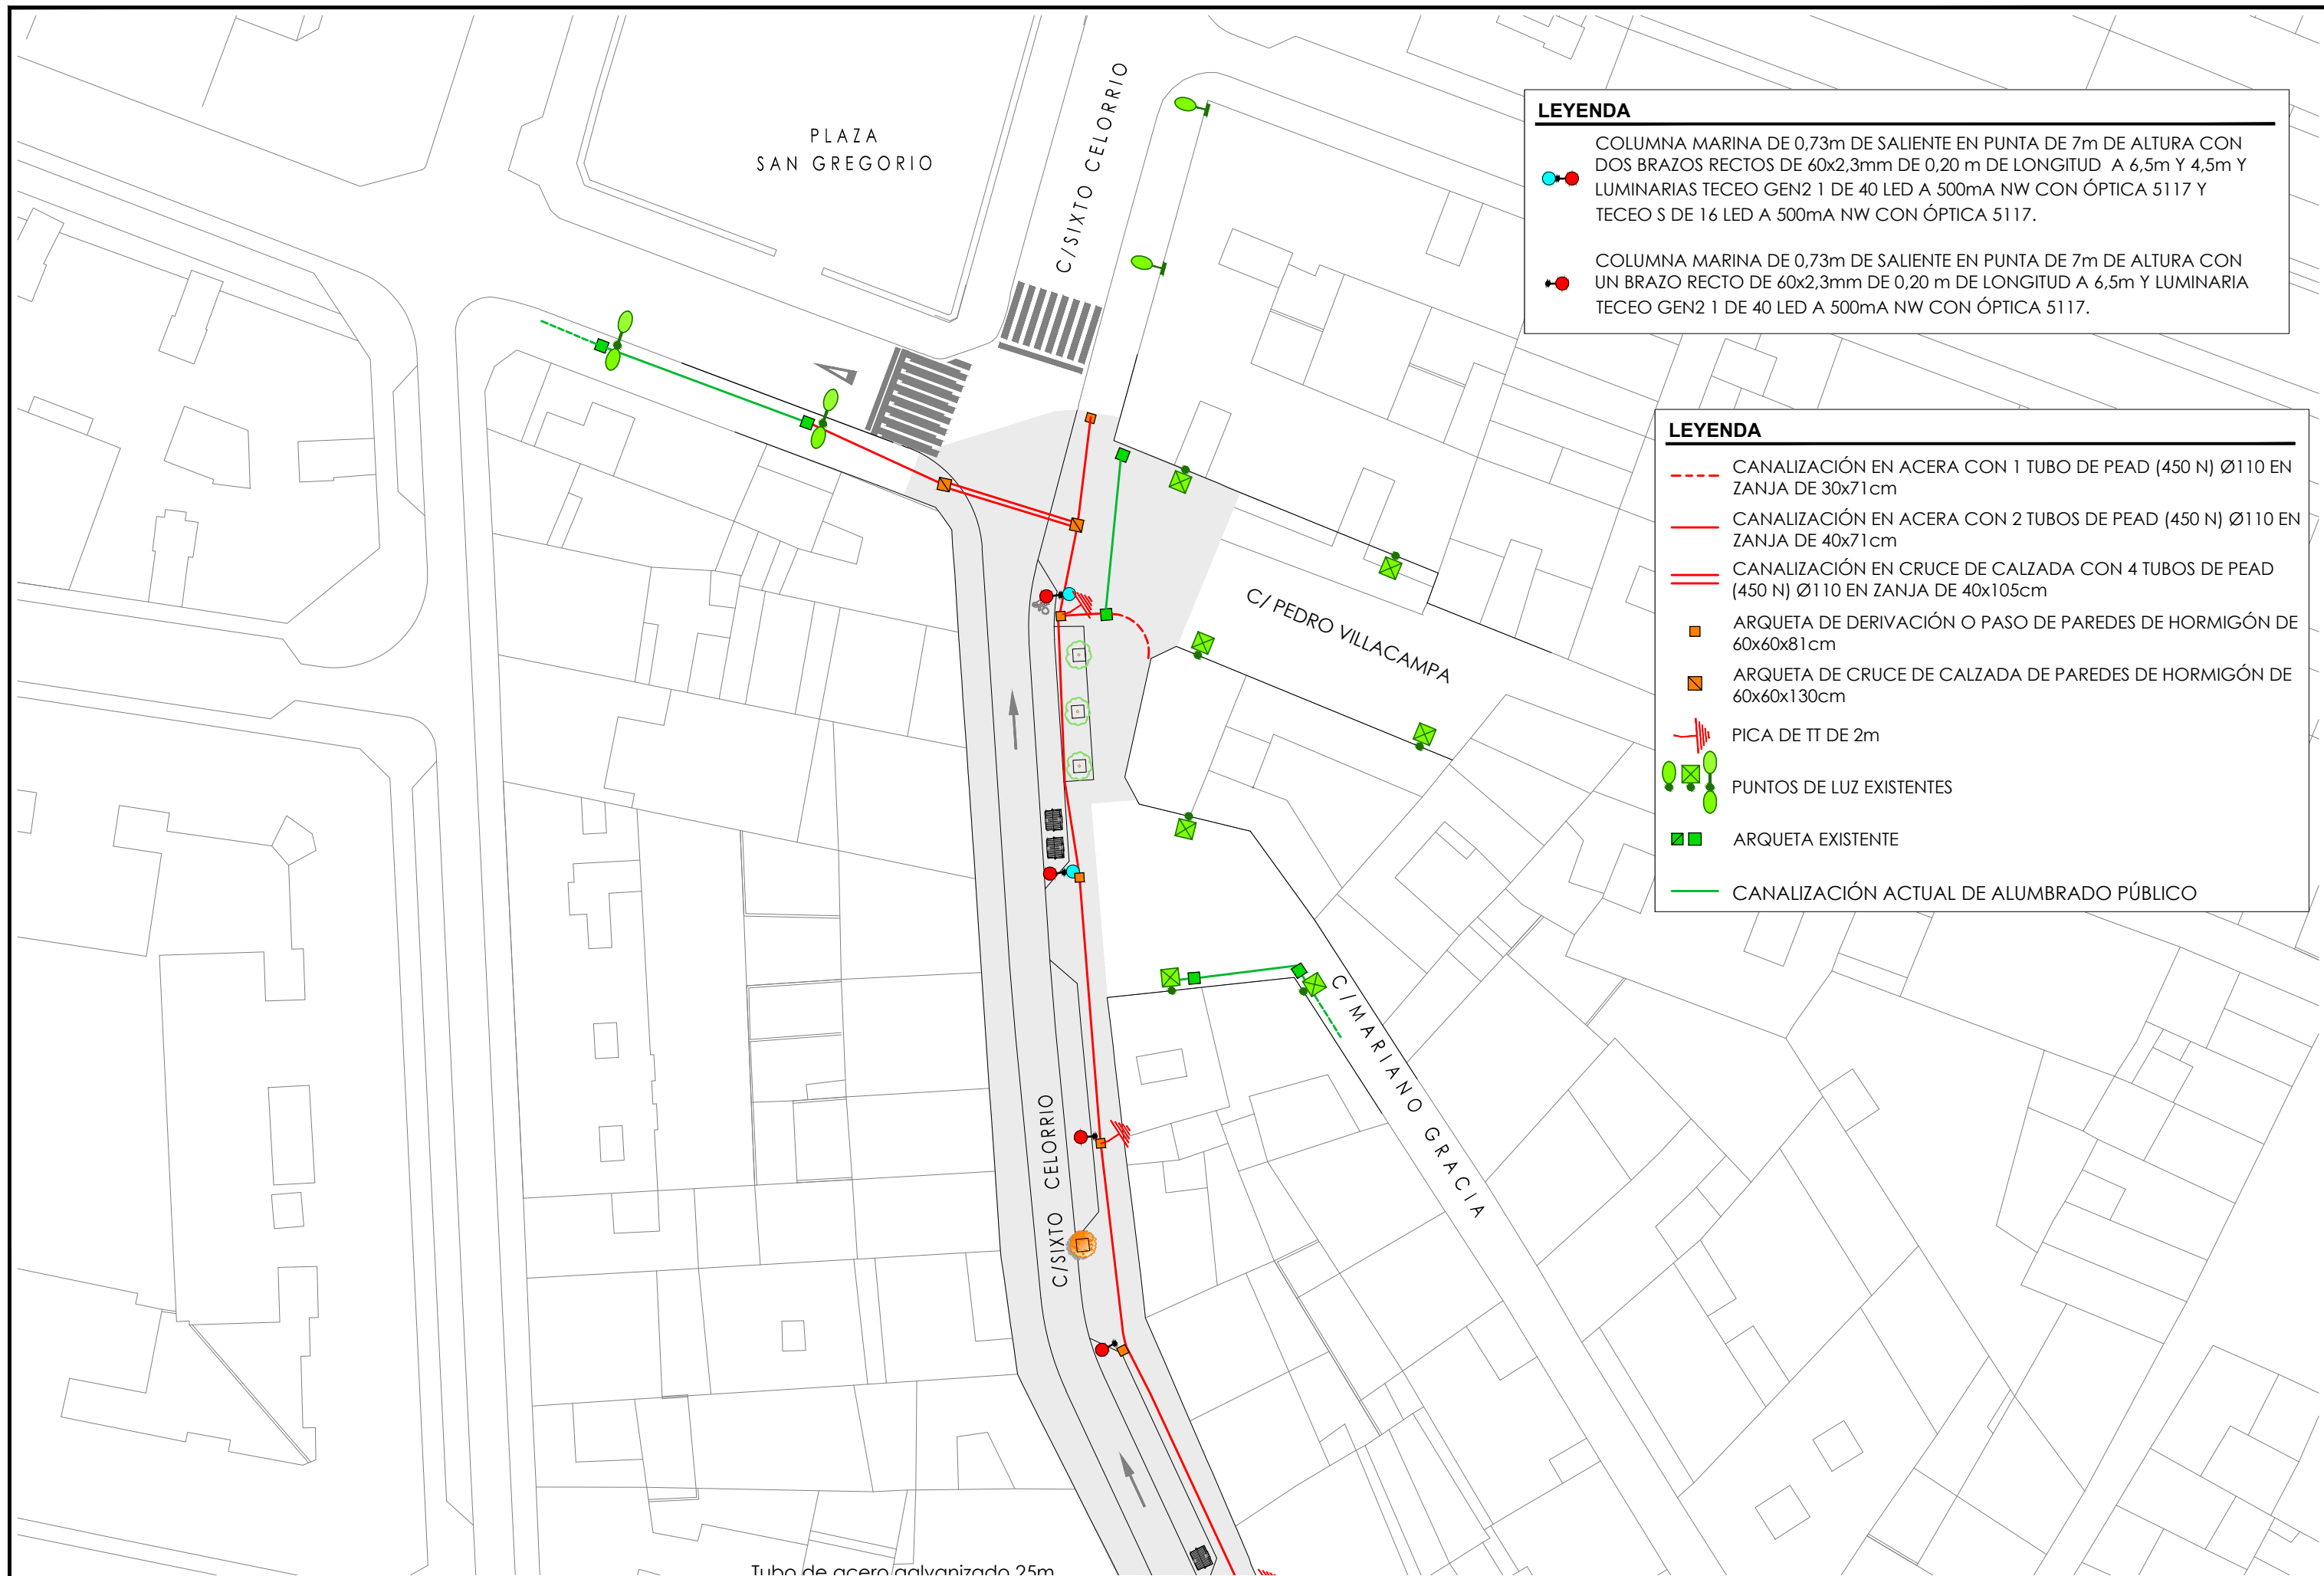 PLAZA
SAN GREGORIO
C/SIXTO CELORRIO
LEYENDA
COLUMNA MARINA DE 0,73m DE SALIENTE EN PUNTA DE 7m DE ALTURA CON
DOS BRAZOS RECTOS DE 60x2,3mm DE 0,20 m DE LONGITUD A 6,5m Y 4,5m Y
LUMINARIAS TECEO GEN2 1 DE 40 LED A 500mA NW CON ÓPTICA 5117 Y
TECEO S DE 16 LED A 500mA NW CON ÓPTICA 5117.
COLUMNA MARINA DE 0,73m DE SALIENTE EN PUNTA DE 7m DE ALTURA CON
UN BRAZO RECTO DE 60x2,3mm DE 0,20 m DE LONGITUD A 6,5m Y LUMINARIA
TECEO GEN2 1 DE 40 LED A 500mA NW CON ÓPTICA 5117.
LEYENDA
CANALIZACIÓN EN ACERA CON 1 TUBO DE PEAD (450 N) Ø110 EN
ZANJA DE 30x71cm
CANALIZACIÓN EN ACERA CON 2 TUBOS DE PEAD (450 N) Ø110 EN
ZANJA DE 40x71cm
CANALIZACIÓN EN CRUCE DE CALZADA CON 4 TUBOS DE PEAD
(450 N) Ø110 EN ZANJA DE 40x105cm
ARQUETA DE DERIVACIÓN O PASO DE PAREDES DE HORMIGÓN DE
60x60x81cm
ARQUETA DE CRUCE DE CALZADA DE PAREDES DE HORMIGÓN DE
60x60x130cm
PICA DE TT DE 2m
PUNTOS DE LUZ EXISTENTES
ARQUETA EXISTENTE
CANALIZACIÓN ACTUAL DE ALUMBRADO PÚBLICO
C/ PEDRO VILLACAMPA
C/MARIANO GRACIA
C/SIXTO CELORRIO
Tubo de acero galvanizado 25m